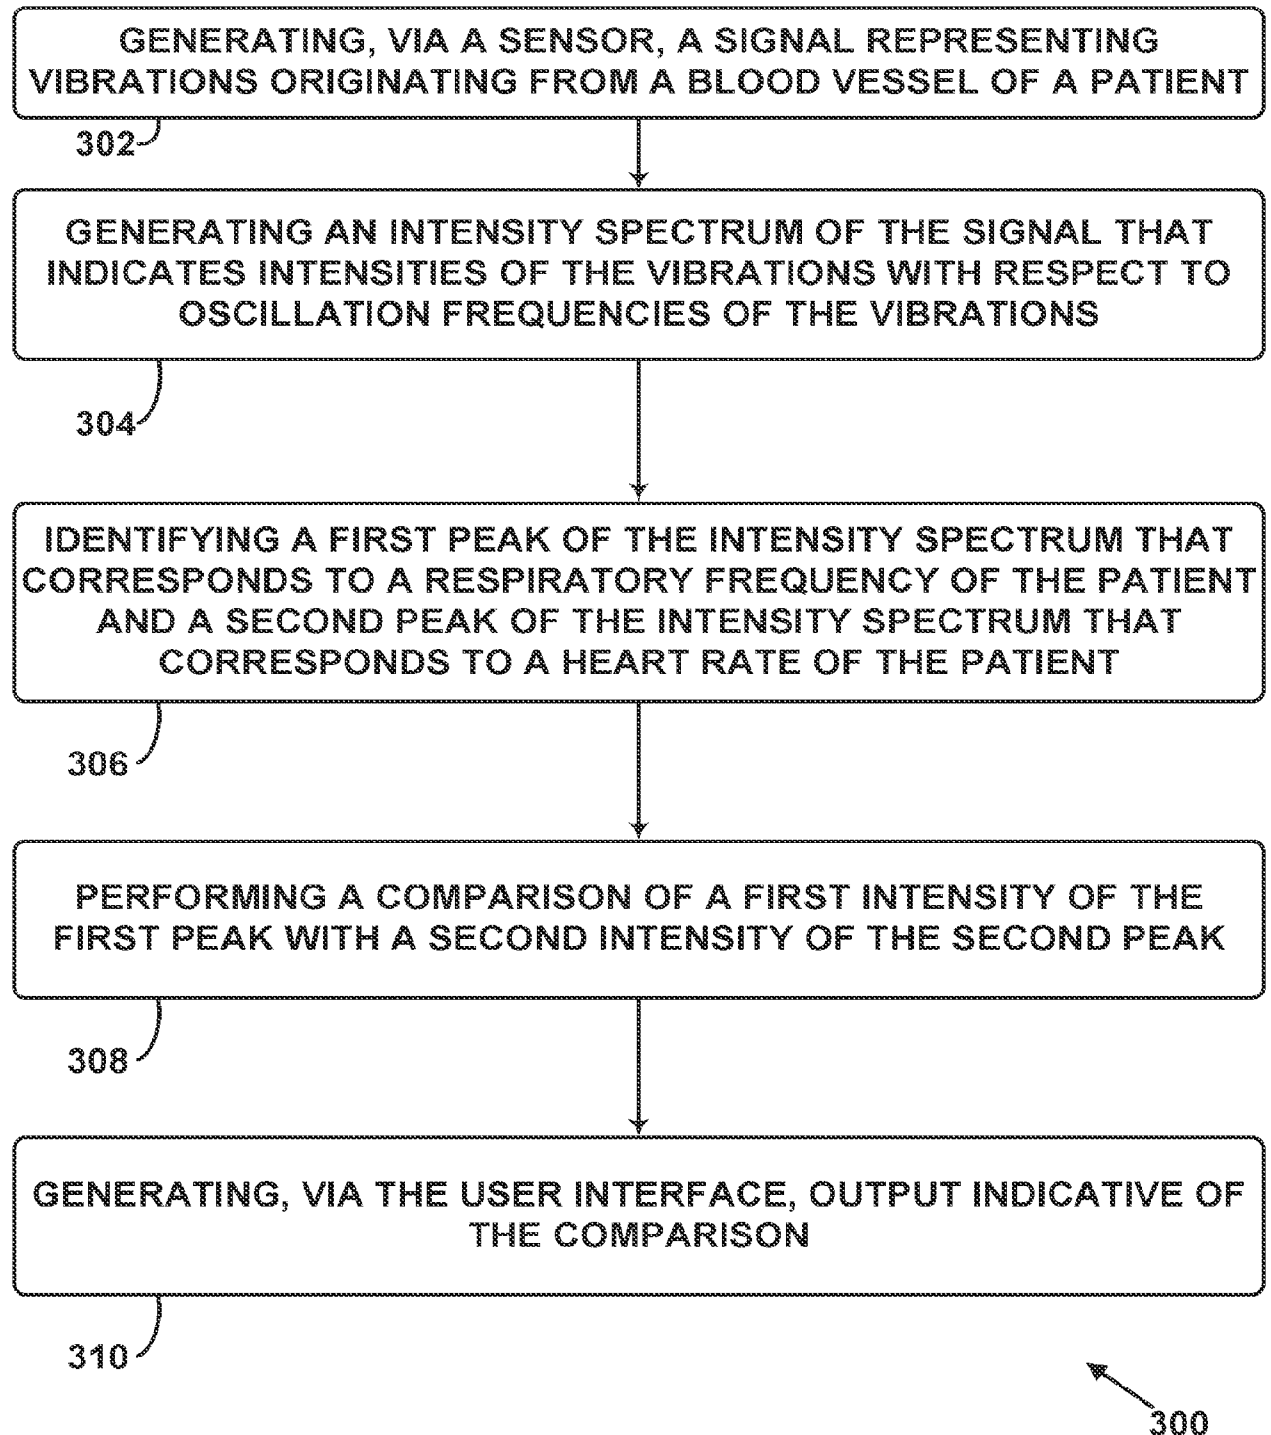 GENERATING, VIA A SENSOR, A SIGNAL REPRESENTING
VIBRATIONS ORIGINATING FROM A BLOOD VESSEL OF A PATIENT
302
GENERATING AN INTENSITY SPECTRUM OF THE SIGNAL THAT
INDICATES INTENSITIES OF THE VIBRATIONS WITH RESPECT TO
OSCILLATION FREQUENCIES OF THE VIBRATIONS
304
IDENTIFYING A FIRST PEAK OF THE INTENSITY SPECTRUM THAT
CORRESPONDS TO A RESPIRATORY FREQUENCY OF THE PATIENT
AND A SECOND PEAK OF THE INTENSITY SPECTRUM THAT
CORRESPONDS TO A HEART RATE OF THE PATIENT
306
PERFORMING A COMPARISON OF A FIRST INTENSITY OF THE
FIRST PEAK WITH A SECOND INTENSITY OF THE SECOND PEAK
308
GENERATING, VIA THE USER INTERFACE, OUTPUT INDICATIVE OF
THE COMPARISON
310
300